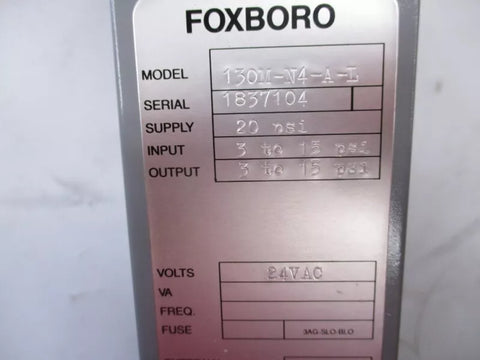 FOXBORO
MODEL 130M-N4-A-L
SERIAL 1837104
SUPPLY 20 psi
INPUT 3 to 15 psi
OUTPUT 3 to 15 psi
VOLTS 24VAC
VA
FREQ.
FUSE 3AG-SLO-BLO